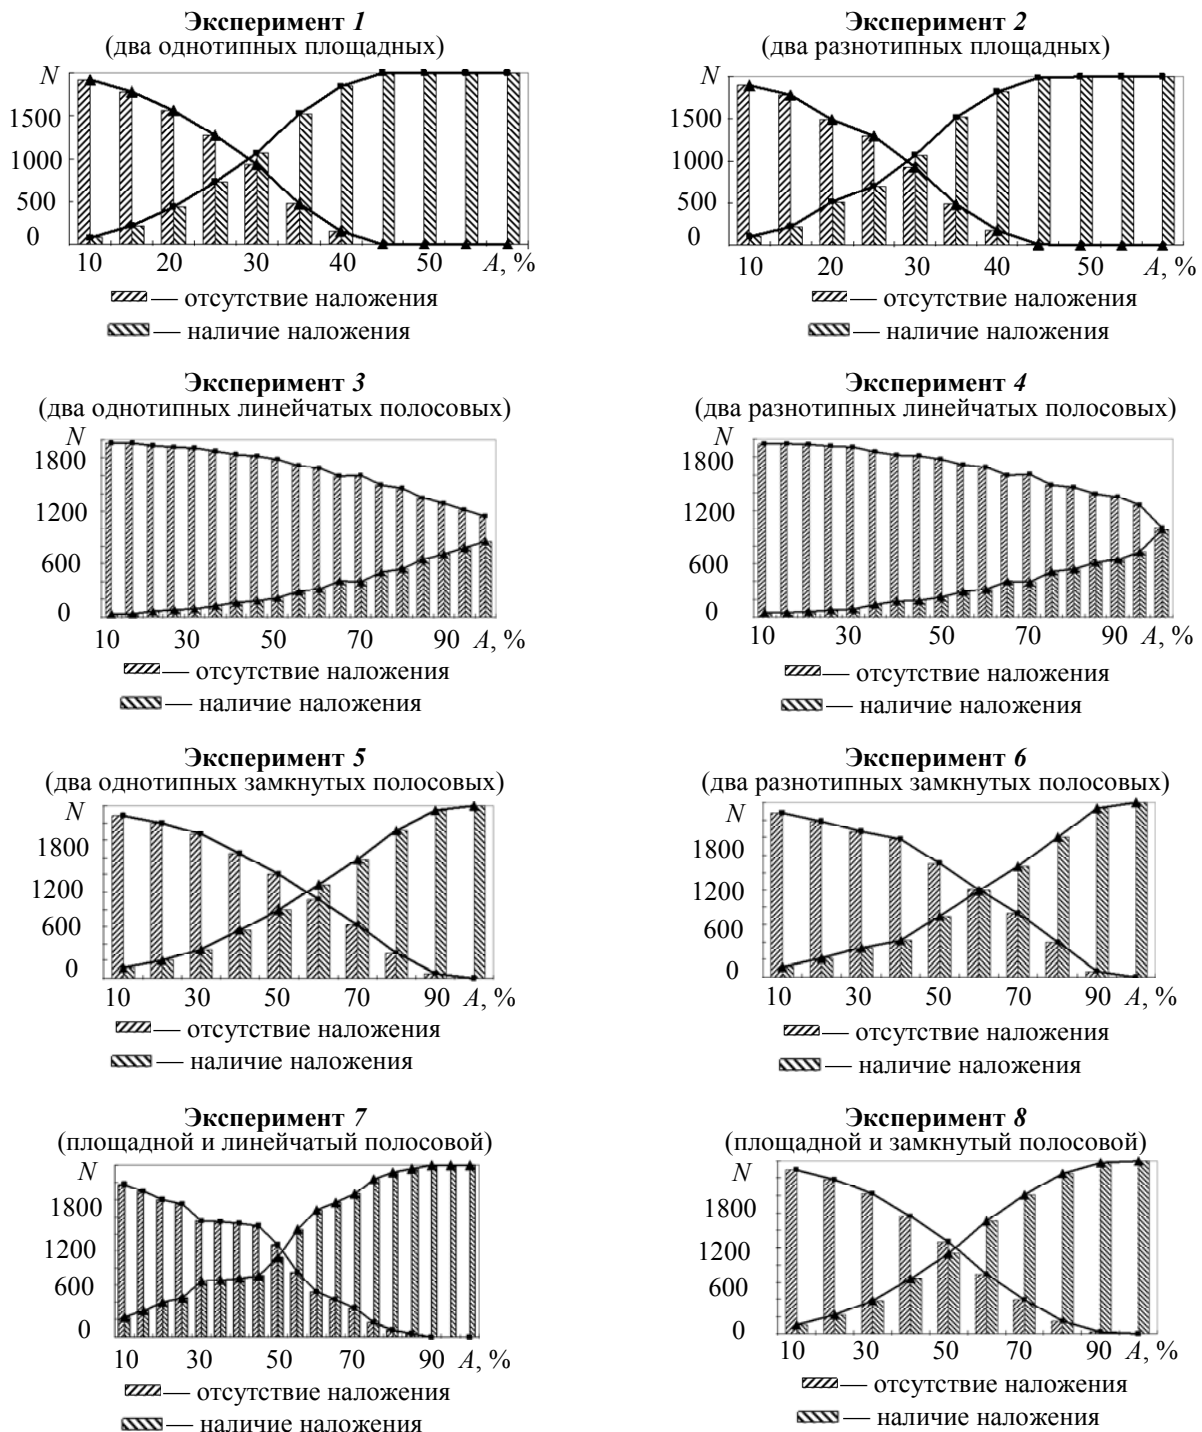 Эксперимент 1
(два однотипных площадных)
N
1500
1000
500
0
10 20 30 40 50 A, %
— отсутствие наложения
— наличие наложения
Эксперимент 2
(два разнотипных площадных)
N
1500
1000
500
0
10 20 30 40 50 A, %
— отсутствие наложения
— наличие наложения
Эксперимент 3
(два однотипных линейчатых полосовых)
N
1800
1200
600
0
10 30 50 70 90 A, %
— отсутствие наложения
— наличие наложения
Эксперимент 4
(два разнотипных линейчатых полосовых)
N
1800
1200
600
0
10 30 50 70 90 A, %
— отсутствие наложения
— наличие наложения
Эксперимент 5
(два однотипных замкнутых полосовых)
N
1800
1200
600
0
10 30 50 70 90 A, %
— отсутствие наложения
— наличие наложения
Эксперимент 6
(два разнотипных замкнутых полосовых)
N
1800
1200
600
0
10 30 50 70 90 A, %
— отсутствие наложения
— наличие наложения
Эксперимент 7
(площадной и линейчатый полосовой)
N
1800
1200
600
0
10 30 50 70 90 A, %
— отсутствие наложения
— наличие наложения
Эксперимент 8
(площадной и замкнутый полосовой)
N
1800
1200
600
0
10 30 50 70 90 A, %
— отсутствие наложения
— наличие наложения